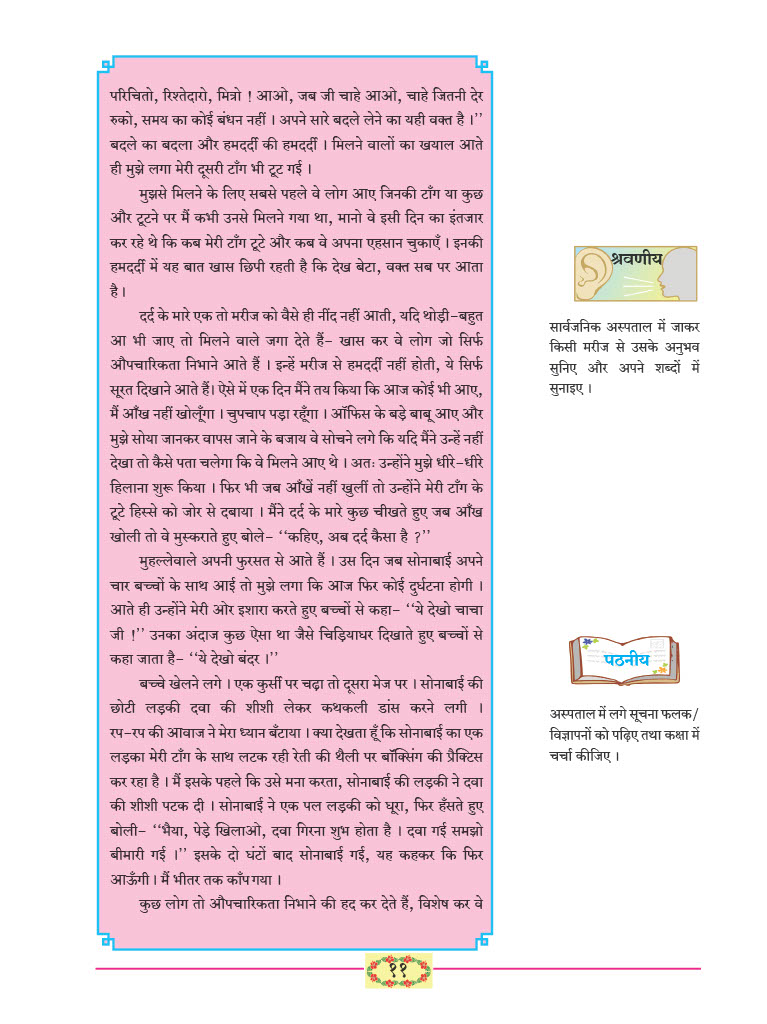 परिचितो, रिश्तेदारो, मित्रो ! आओ, जब जी चाहे आओ, चाहे जितनी देर
रुको, समय का कोई बंधन नहीं । अपने सारे बदले लेने का यही वक्त है ।’’
बदले का बदला और हमदर्दी की हमदर्दी । मिलने वालों का खयाल आते
ही मुझे लगा मेरी दूसरी टाँग भी टूट गई ।
मुझसे मिलने के लिए सबसे पहले वे लोग आए जिनकी टाँग या कुछ
और टूटने पर मैं कभी उनसे मिलने गया था, मानो वे इसी दिन का इंतजार
कर रहे थे कि कब मेरी टाँग टूटे और कब वे अपना एहसान चुकाएँ । इनकी
हमदर्दी में यह बात खास छिपी रहती है कि देख बेटा, वक्त सब पर आता
है ।
दर्द के मारे एक तो मरीज को वैसे ही नींद नहीं आती, यदि थोड़ी-बहुत
आ भी जाए तो मिलने वाले जगा देते हैं- खास कर वे लोग जो सिर्फ
औपचारिकता निभाने आते हैं । इन्हें मरीज से हमदर्दी नहीं होती, ये सिर्फ
सूरत दिखाने आते हैं। ऐसे में एक दिन मैंने तय किया कि आज कोई भी आए,
मैं आँख नहीं खोलूँगा । चुपचाप पड़ा रहूँगा । ऑफिस के बड़े बाबू आए और
मुझे सोया जानकर वापस जाने के बजाय वे सोचने लगे कि यदि मैंने उन्हें नहीं
देखा तो कैसे पता चलेगा कि वे मिलने आए थे । अतः उन्होंने मुझे धीरे-धीरे
हिलाना शुरू किया । फिर भी जब आँखें नहीं खुलीं तो उन्होंने मेरी टाँग के
टूटे हिस्से को जोर से दबाया । मैंने दर्द के मारे कुछ चीखते हुए जब आँख
खोली तो वे मुस्कराते हुए बोले- ‘‘कहिए, अब दर्द कैसा है ?’’
मुहल्लेवाले अपनी फुरसत से आते हैं । उस दिन जब सोनाबाई अपने
चार बच्चों के साथ आई तो मुझे लगा कि आज फिर कोई दुर्घटना होगी ।
आते ही उन्होंने मेरी ओर इशारा करते हुए बच्चों से कहा- ‘‘ये देखो चाचा
जी !’’ उनका अंदाज कुछ ऐसा था जैसे चिड़ियाधर दिखाते हुए बच्चों से
कहा जाता है- ‘‘ये देखो बंदर ।’’
बच्चे खेलने लगे । एक कुर्सी पर चढ़ा तो दूसरा मेज पर । सोनाबाई की
छोटी लड़की दवा की शीशी लेकर कथकली डांस करने लगी ।
रप-रप की आवाज ने मेरा ध्यान बँटाया । क्या देखता हूँ कि सोनाबाई का एक
लड़का मेरी टाँग के साथ लटक रही रेती की थैली पर बॉक्सिंग की प्रैक्टिस
कर रहा है । मैं इसके पहले कि उसे मना करता, सोनाबाई की लड़की ने दवा
की शीशी पटक दी । सोनाबाई ने एक पल लड़की को घूरा, फिर हँसते हुए
बोली- ‘‘भैया, पेड़े खिलाओ, दवा गिरना शुभ होता है । दवा गई समझो
बीमारी गई ।’’ इसके दो घंटों बाद सोनाबाई गई, यह कहकर कि फिर
आऊँगी । मैं भीतर तक काँप गया ।
कुछ लोग तो औपचारिकता निभाने की हद कर देते हैं, विशेष कर वे
श्रवणीय
सार्वजनिक अस्पताल में जाकर
किसी मरीज से उसके अनुभव
सुनिए और अपने शब्दों में
सुनाइए ।
पठनीय
अस्पताल में लगे सूचना फलक/
विज्ञापनों को पढ़िए तथा कक्षा में
चर्चा कीजिए ।
११